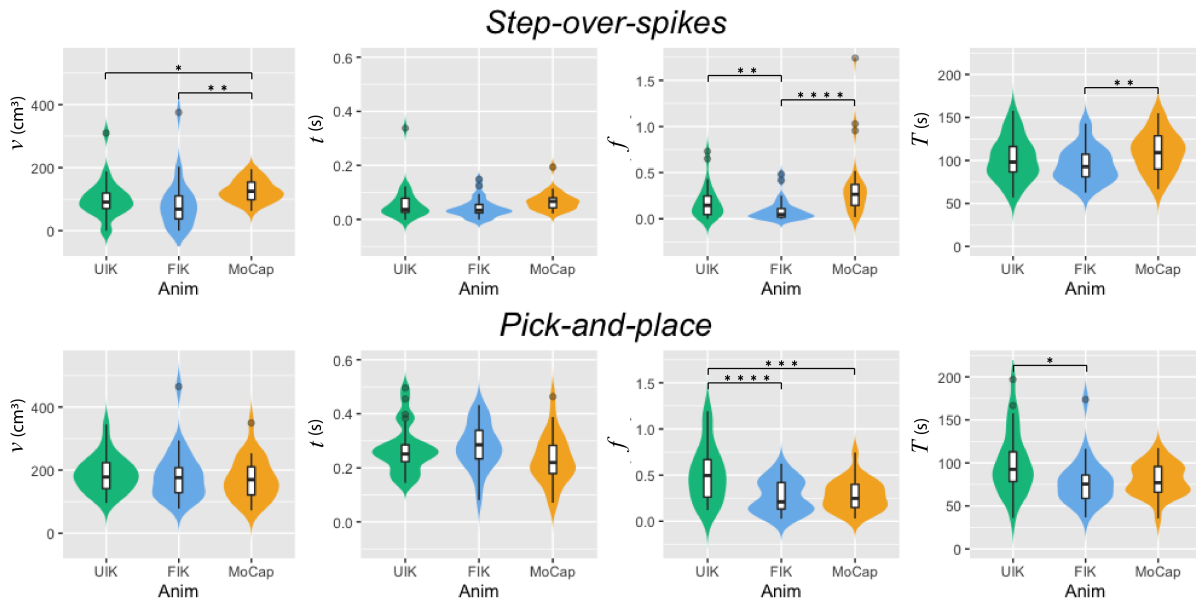 Step-over-spikes
v (cm³)
400
200
0
*
* *
UIK FIK MoCap
Anim
t (s)
0.6
0.4
0.2
0.0
UIK FIK MoCap
Anim
f
1.5
1.0
0.5
0.0
* *
* * * *
UIK FIK MoCap
Anim
T (s)
200
150
100
50
0
* *
UIK FIK MoCap
Anim
Pick-and-place
v (cm³)
400
200
0
UIK FIK MoCap
Anim
t (s)
0.6
0.4
0.2
0.0
UIK FIK MoCap
Anim
f
1.5
1.0
0.5
0.0
* * *
* * * *
UIK FIK MoCap
Anim
T (s)
200
150
100
50
0
*
UIK FIK MoCap
Anim